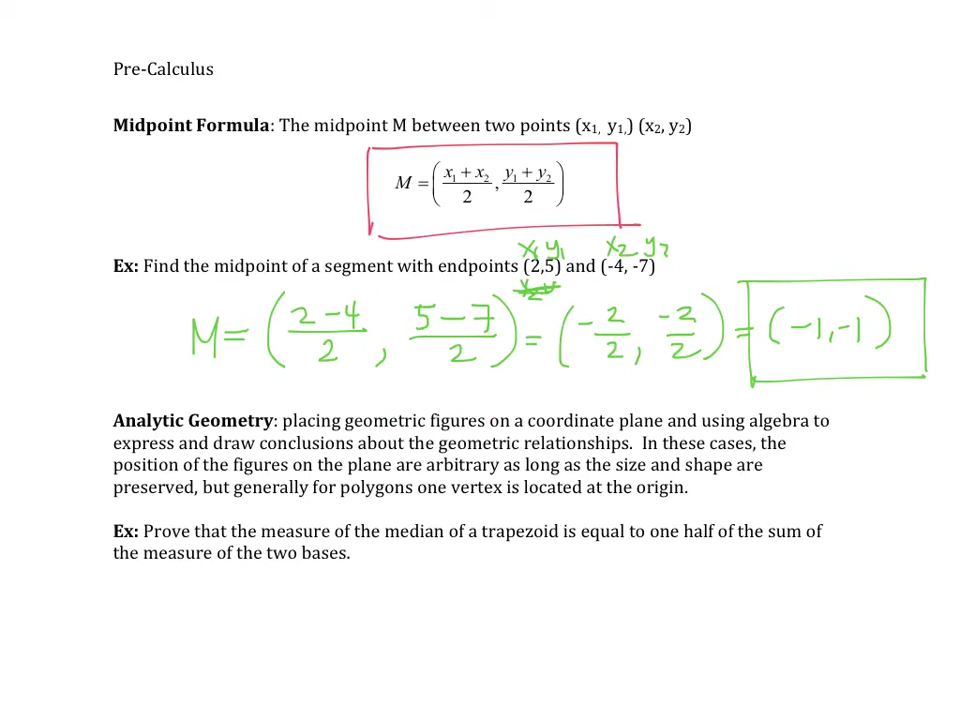 Pre-Calculus
Midpoint Formula: The midpoint M between two points (x₁, y₁,) (x₂, y₂)
M = ( (x₁ + x₂)/2 , (y₁ + y₂)/2 )
x₁ y₁ x₂ y₂
Ex: Find the midpoint of a segment with endpoints (2,5) and (-4, -7)
M = ( (2-4)/2 , (5-7)/2 ) = ( -2/2 , -2/2 ) = (-1,-1)
Analytic Geometry: placing geometric figures on a coordinate plane and using algebra to
express and draw conclusions about the geometric relationships. In these cases, the
position of the figures on the plane are arbitrary as long as the size and shape are
preserved, but generally for polygons one vertex is located at the origin.
Ex: Prove that the measure of the median of a trapezoid is equal to one half of the sum of
the measure of the two bases.